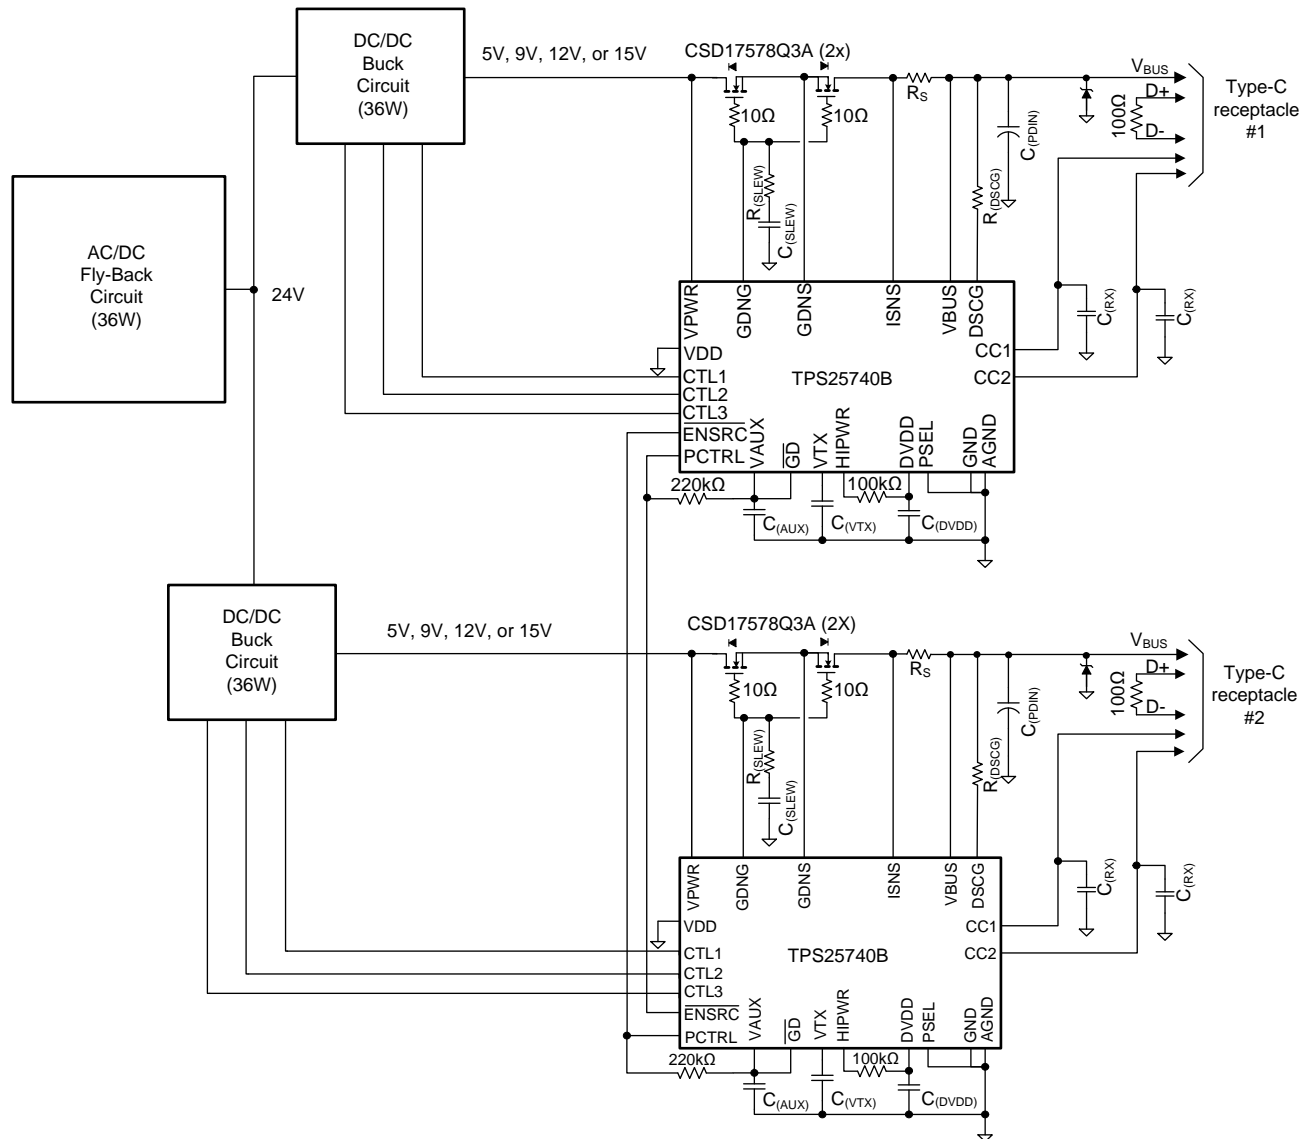 DC/DC
Buck
Circuit
(36W)
5V, 9V, 12V, or 15V
CSD17578Q3A (2x)
10Ω
10Ω
R(SLEW)
C(SLEW)
RS
R(DSCG)
C(PDIN)
VBUS
D+
100Ω
D-
Type-C
receptacle
#1
AC/DC
Fly-Back
Circuit
(36W)
24V
VPWR
GDNG
GDNS
ISNS
VBUS
DSCG
C(RX)
C(RX)
VDD
CTL1
CTL2
CTL3
ENSRC
PCTRL
TPS25740B
CC1
CC2
VAUX
GD
VTX
HIPWR
DVDD
PSEL
GND
AGND
220kΩ
100kΩ
C(AUX)
C(VTX)
C(DVDD)
DC/DC
Buck
Circuit
(36W)
5V, 9V, 12V, or 15V
CSD17578Q3A (2X)
10Ω
10Ω
R(SLEW)
C(SLEW)
RS
R(DSCG)
C(PDIN)
VBUS
D+
100Ω
D-
Type-C
receptacle
#2
VPWR
GDNG
GDNS
ISNS
VBUS
DSCG
C(RX)
C(RX)
VDD
CTL1
CTL2
CTL3
ENSRC
PCTRL
TPS25740B
CC1
CC2
VAUX
GD
VTX
HIPWR
DVDD
PSEL
GND
AGND
220kΩ
100kΩ
C(AUX)
C(VTX)
C(DVDD)